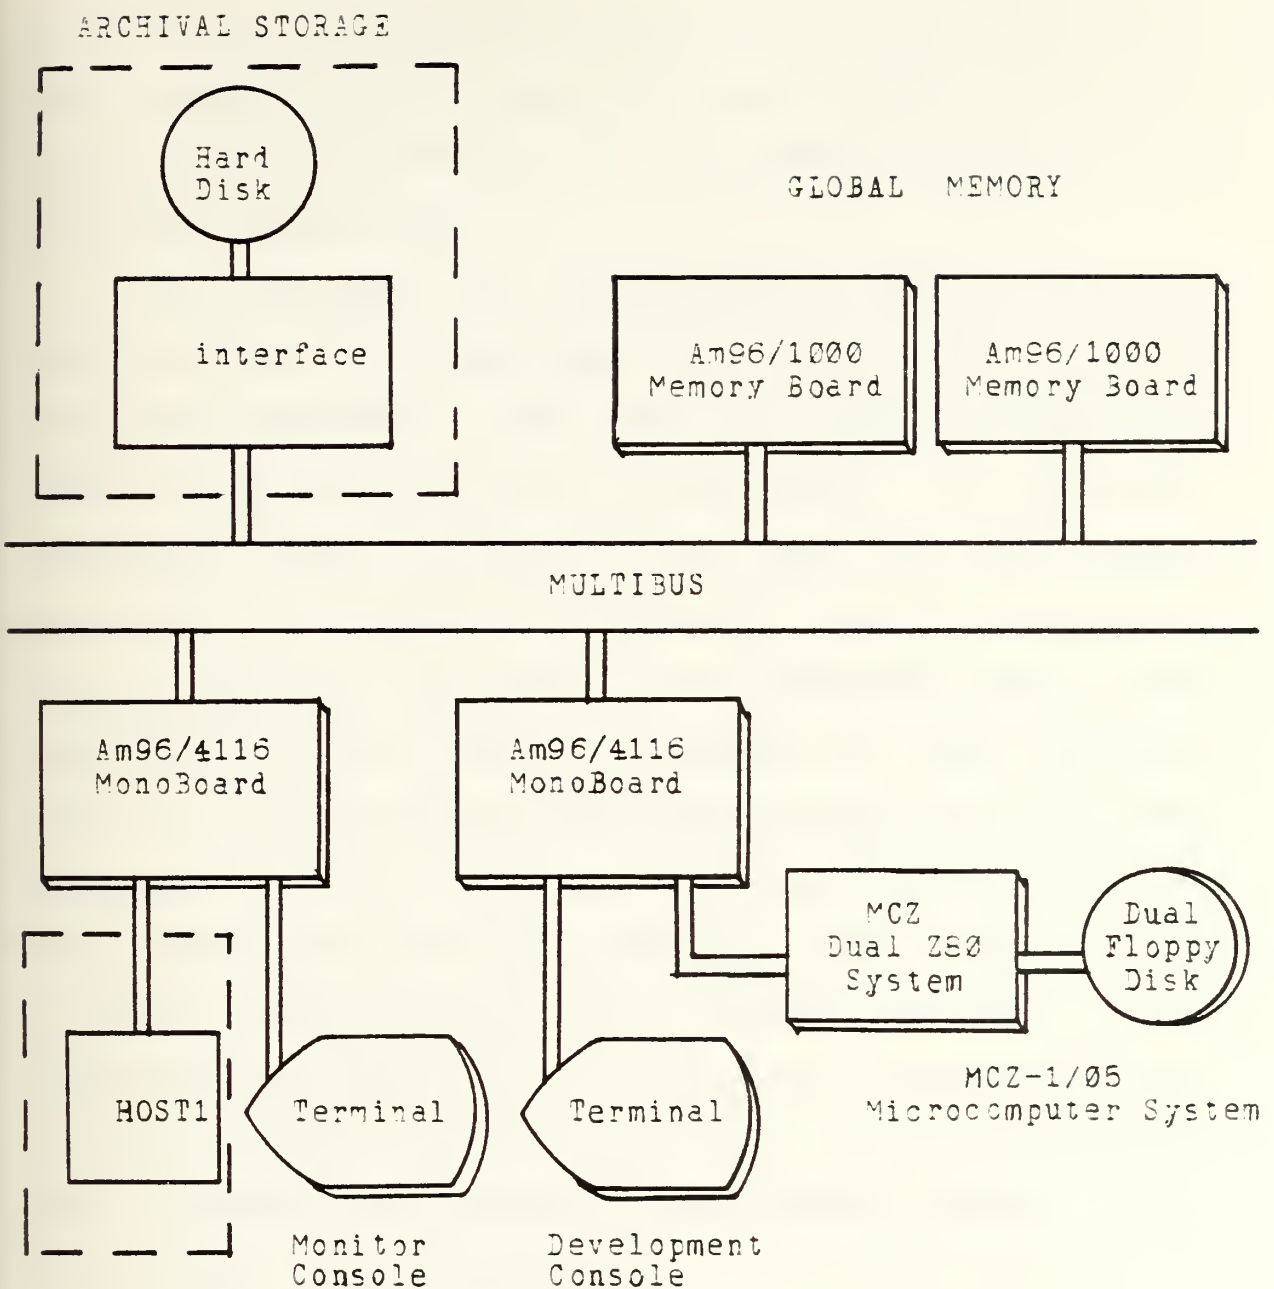 ARCHIVAL STORAGE
Hard
Disk
interface
GLOBAL MEMORY
Am96/1000
Memory Board
Am96/1000
Memory Board
MULTIBUS
Am96/4116
MonoBoard
Am96/4116
MonoBoard
MCZ
Dual Z80
System
Dual
Floppy
Disk
MCZ-1/05
Microcomputer System
HOST1
Terminal
Terminal
Monitor
Console
Development
Console